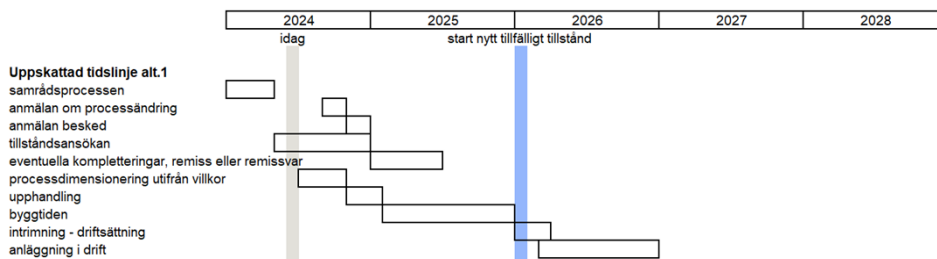 2024 2025 2026 2027 2028
idag start nytt tillfälligt tillstånd
Uppskattad tidslinje alt.1
samrådsprocessen
anmälan om processändring
anmälan besked
tillståndsansökan
eventuella kompletteringar, remiss eller remissvar
processdimensionering utifrån villkor
upphandling
byggtiden
intrimning - driftsättning
anläggning i drift